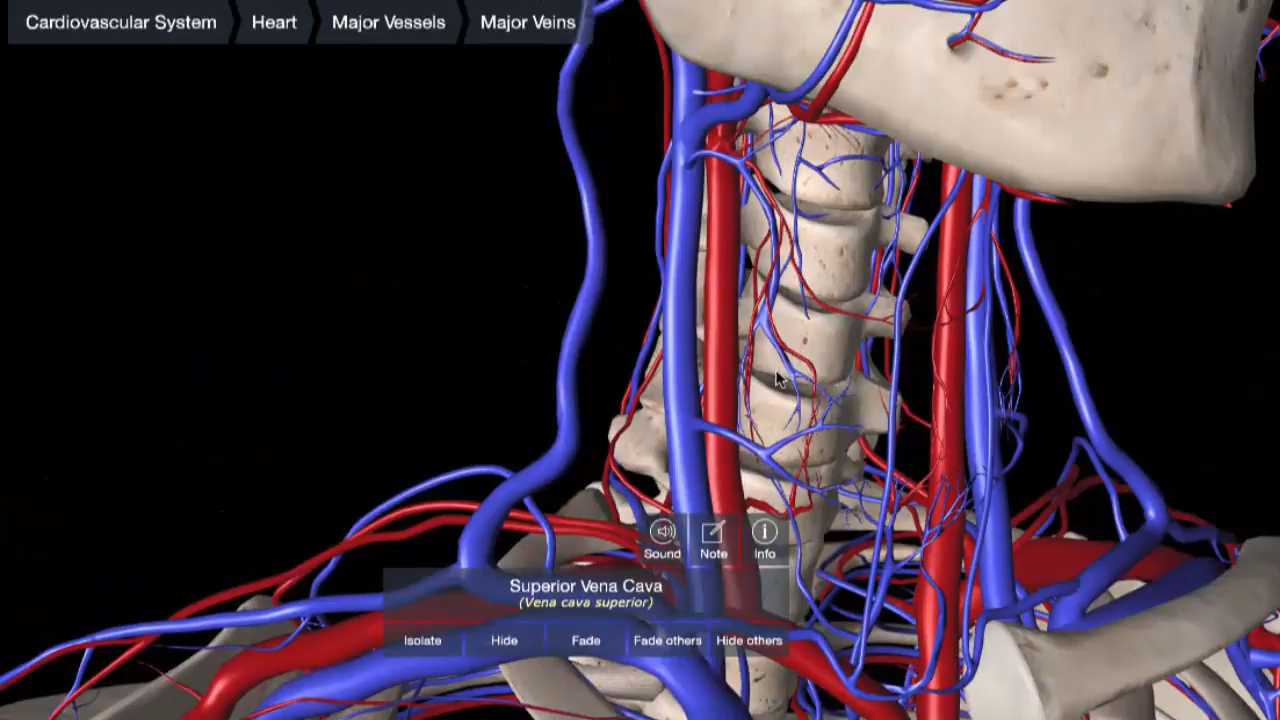 Cardiovascular System Heart Major Vessels Major Veins
Sound Note Info
Superior Vena Cava
(Vena cava superior)
Isolate Hide Fade Fade others Hide others